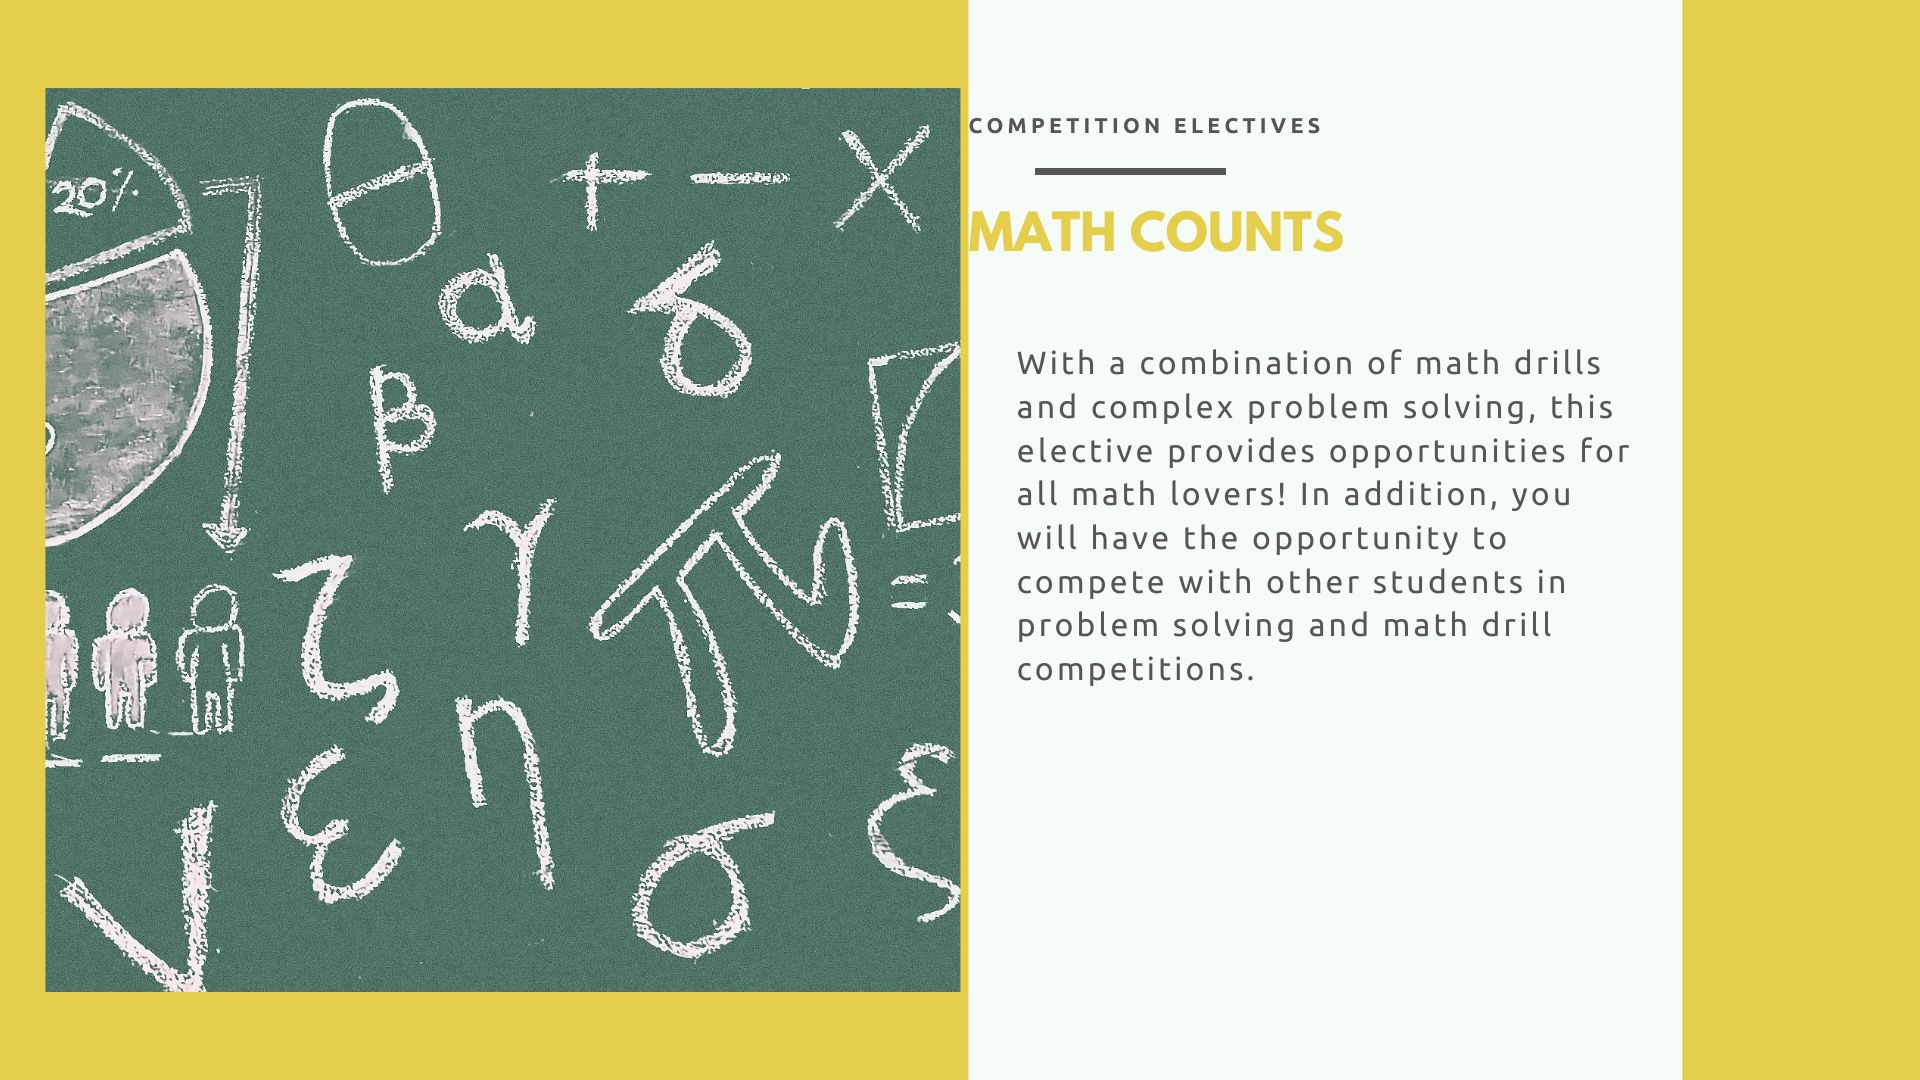 COMPETITION ELECTIVES
MATH COUNTS
With a combination of math drills
and complex problem solving, this
elective provides opportunities for
all math lovers! In addition, you
will have the opportunity to
compete with other students in
problem solving and math drill
competitions.
20%
θ + − x
α δ
β
γ π
ζ
=
η
ε σ ξ